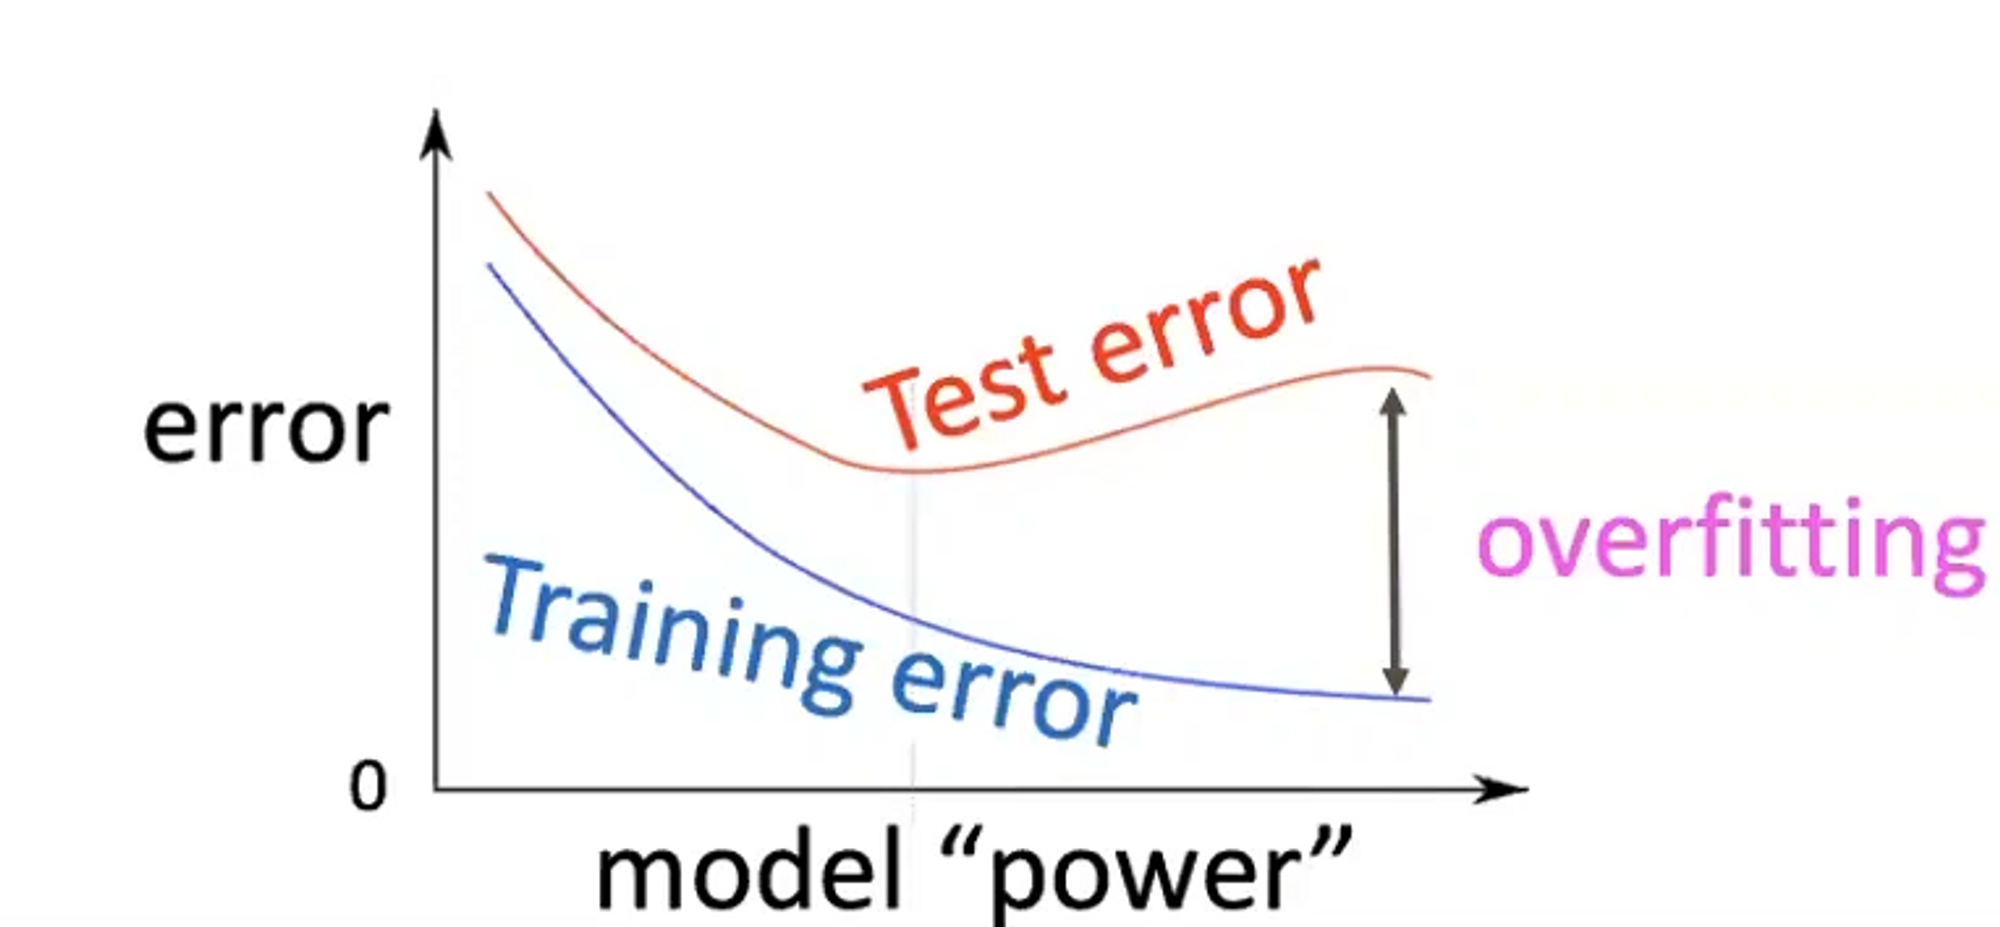 Test error
error
overfitting
Training error
0
model “power”